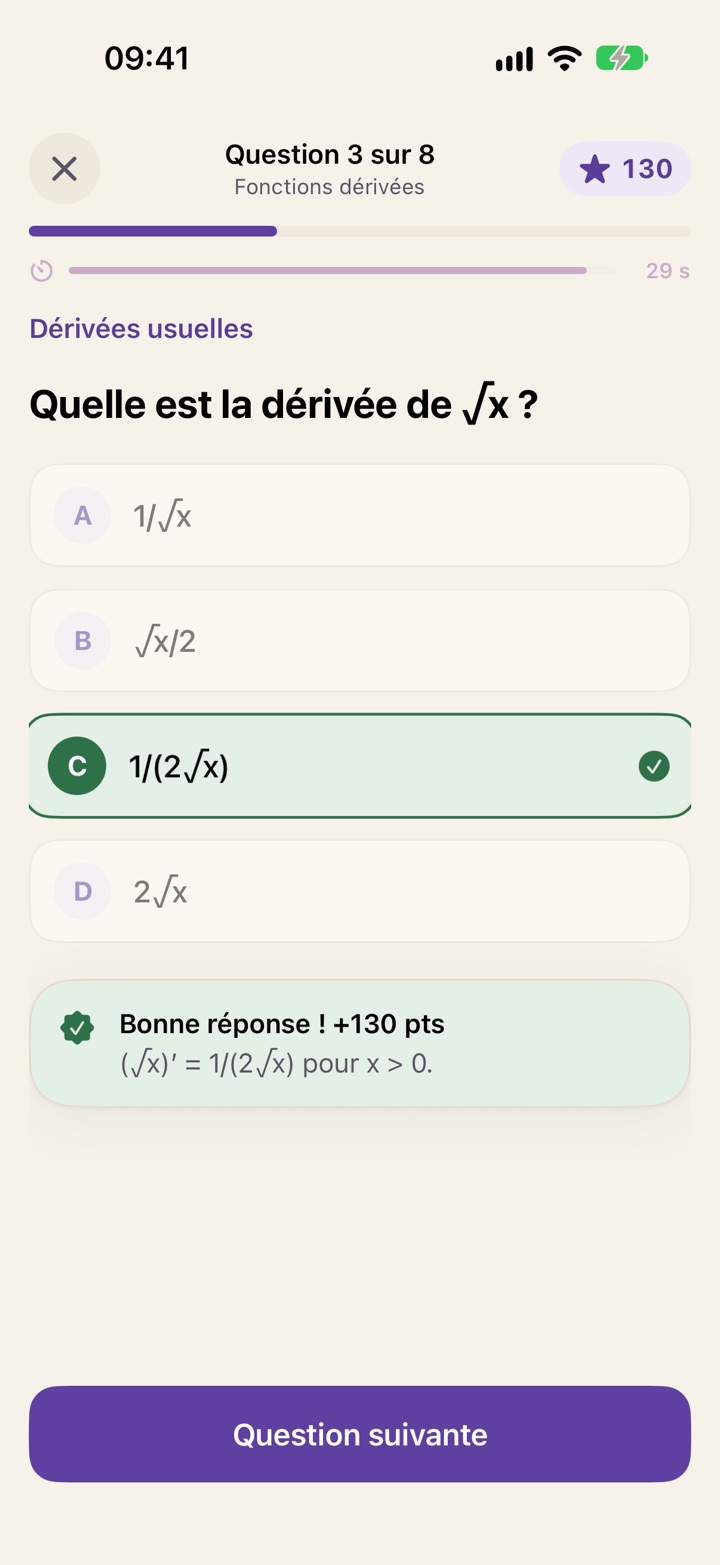 09:41
Question 3 sur 8
Fonctions dérivées
130
29 s
Dérivées usuelles
Quelle est la dérivée de √x ?
A 1/√x
B √x/2
C 1/(2√x)
D 2√x
Bonne réponse ! +130 pts
(√x)′ = 1/(2√x) pour x > 0.
Question suivante